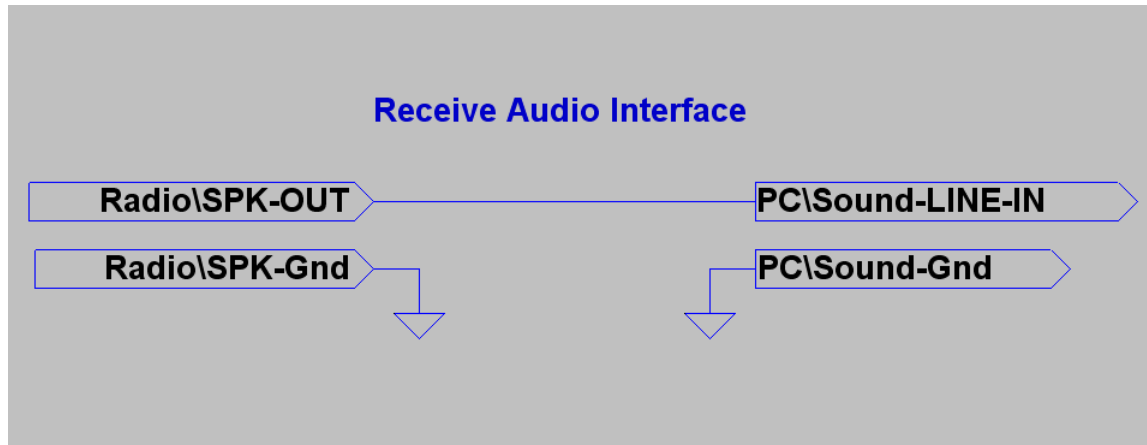 Receive Audio Interface
Radio\SPK-OUT PC\Sound-LINE-IN
Radio\SPK-Gnd PC\Sound-Gnd